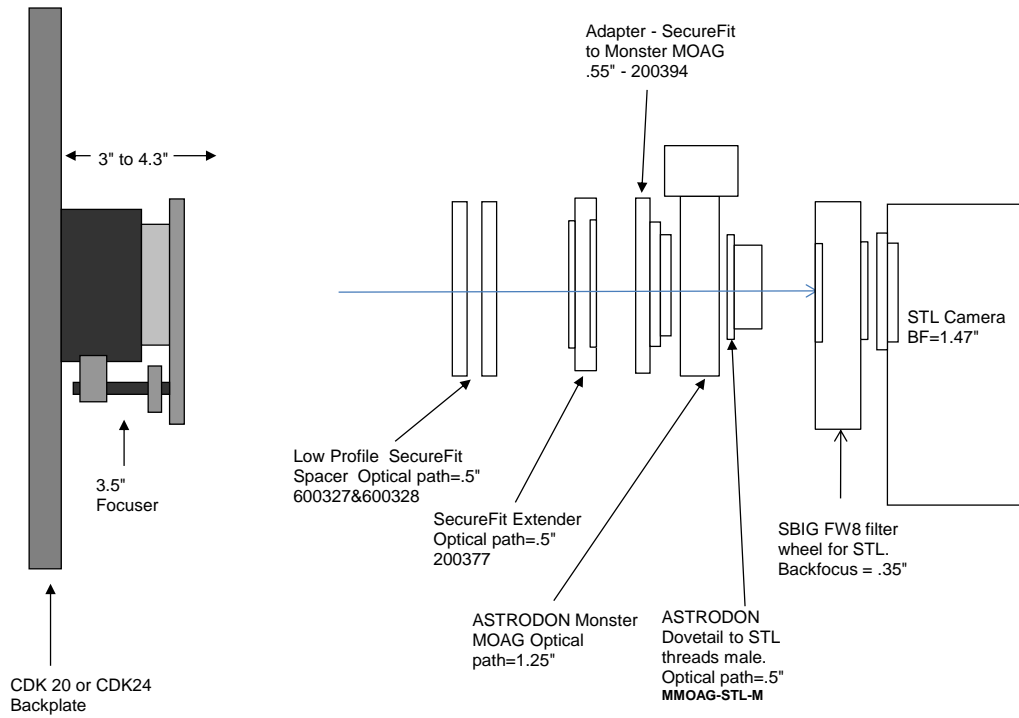 Adapter - SecureFit
to Monster MOAG
.55" - 200394
3" to 4.3"
STL Camera
BF=1.47"
Low Profile  SecureFit
Spacer  Optical path=.5"
600327&600328
3.5"
Focuser
SecureFit Extender
Optical path=.5"
200377
SBIG FW8 filter
wheel for STL.
Backfocus = .35"
ASTRODON Monster
MOAG Optical
path=1.25"
ASTRODON
Dovetail to STL
threads male.
Optical path=.5"
MMOAG-STL-M
CDK 20 or CDK24
Backplate